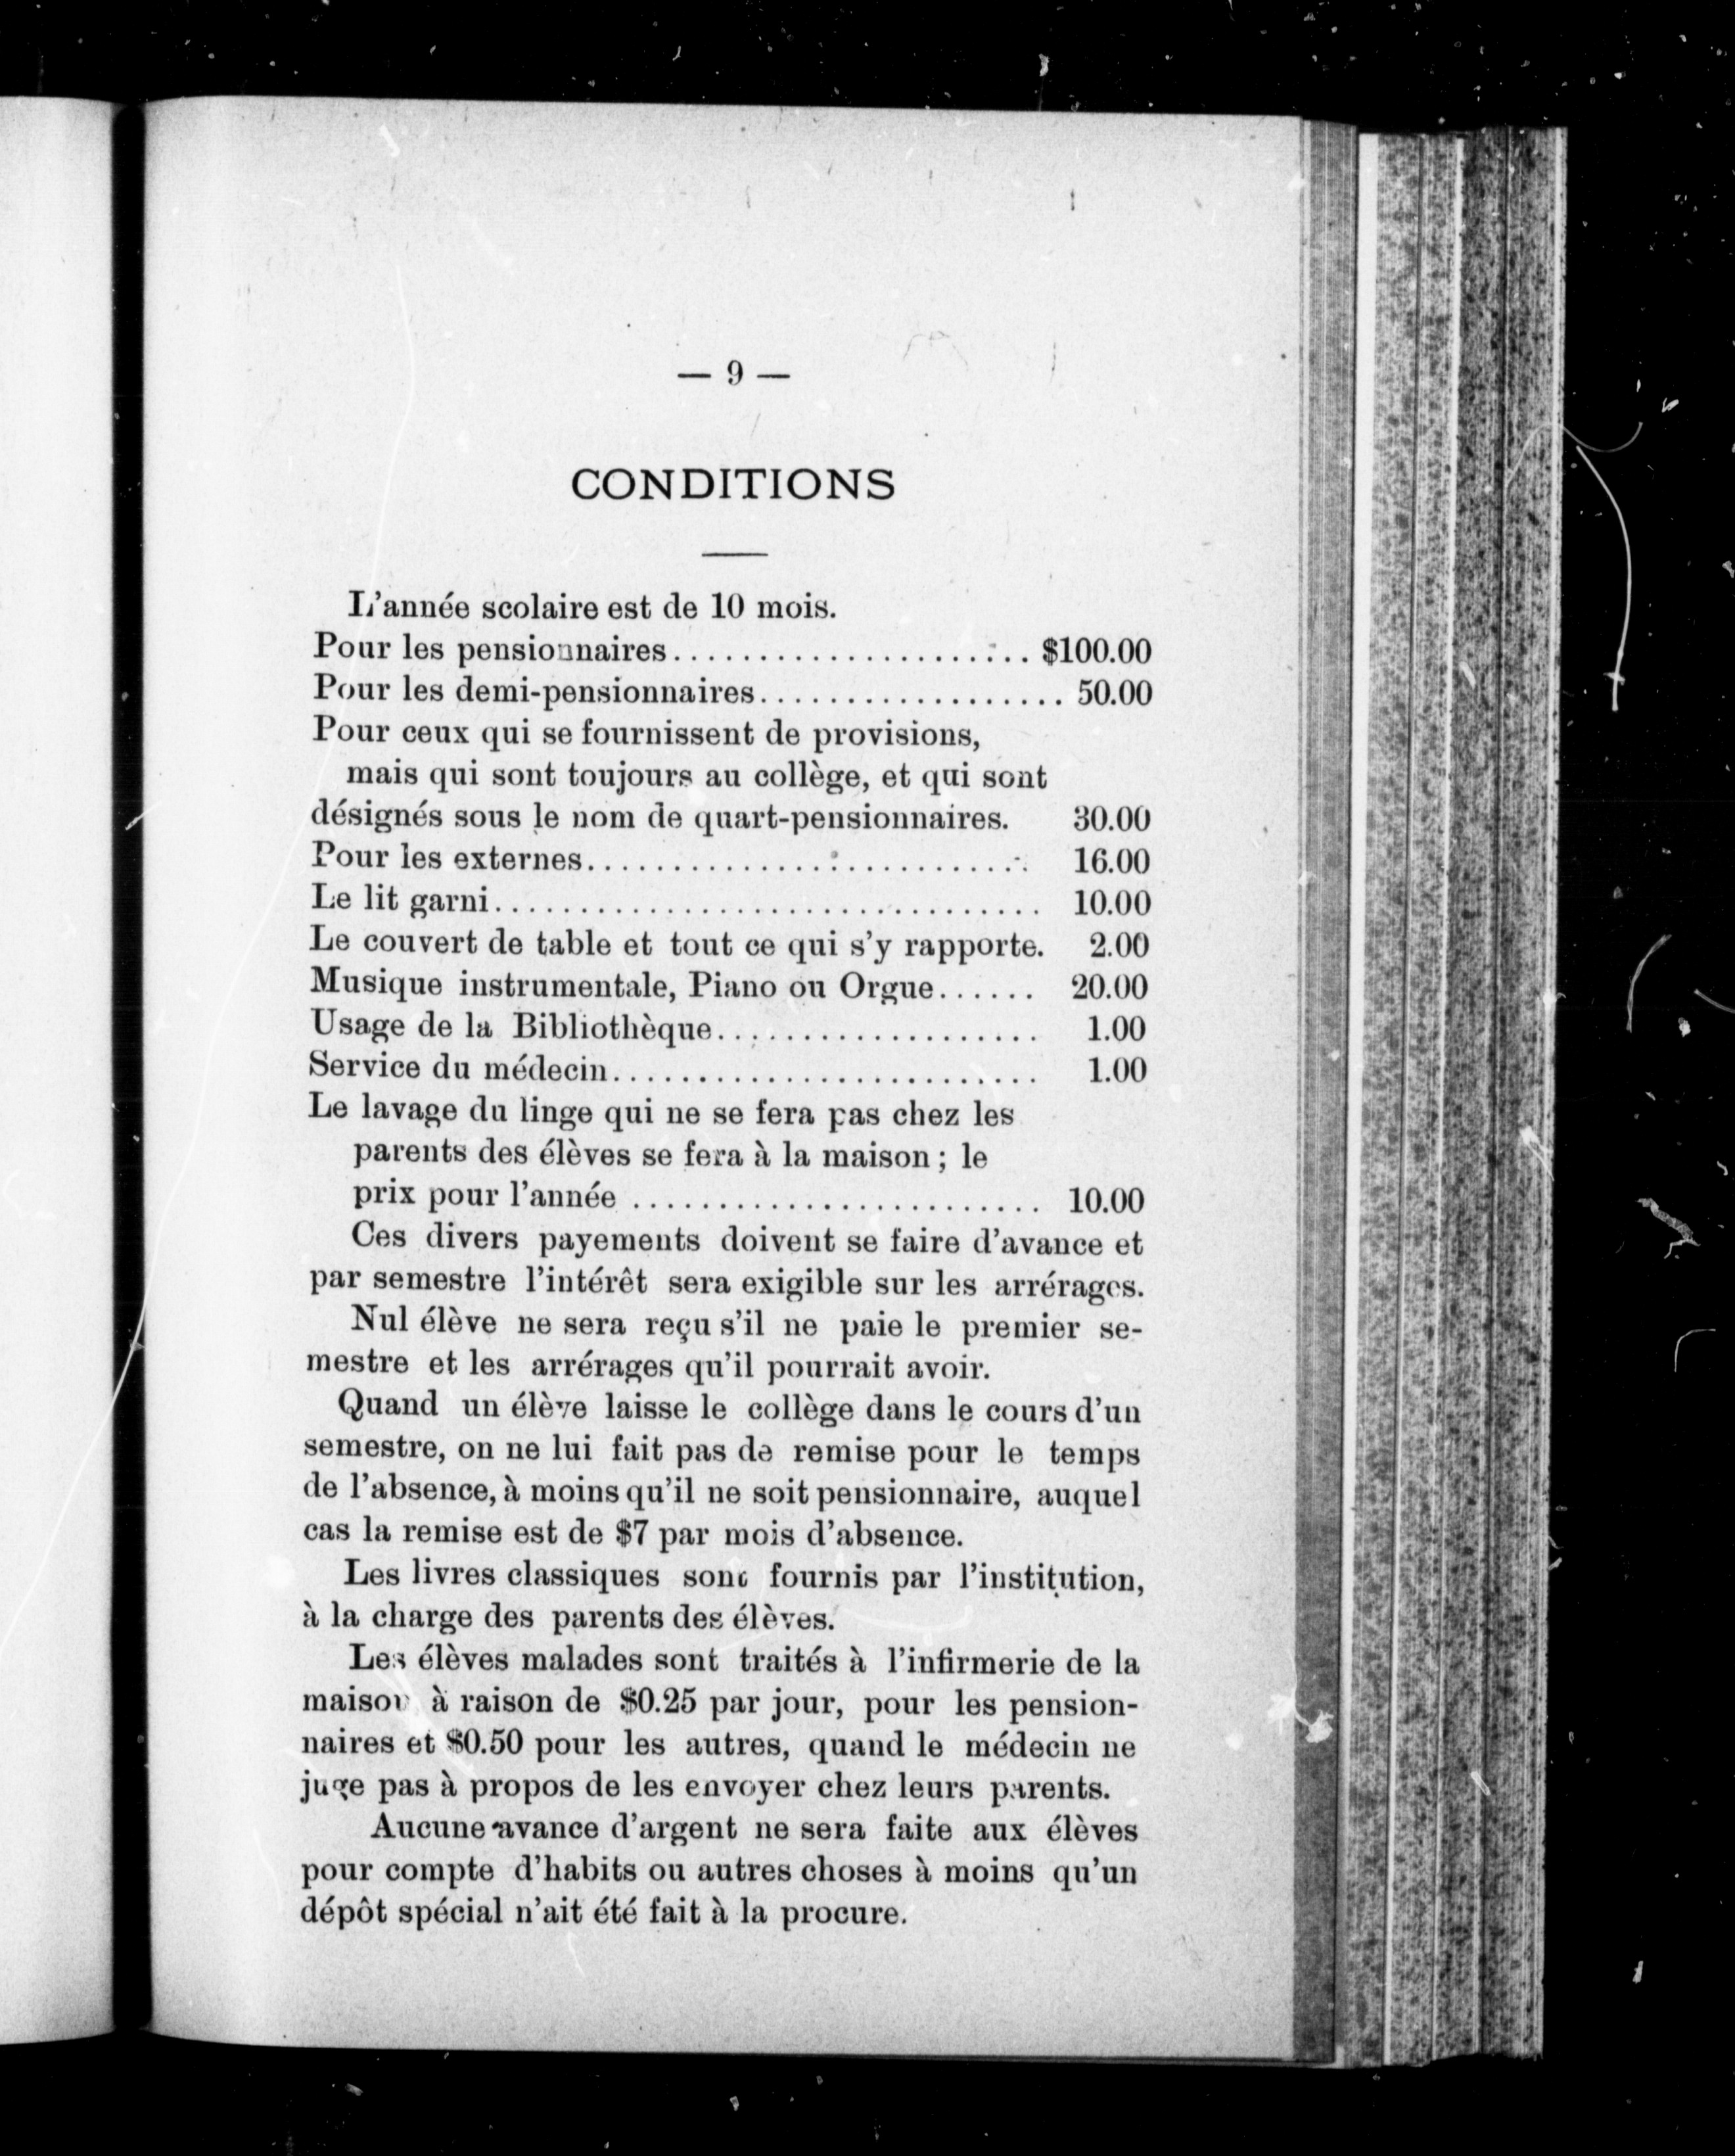 — 9 —
CONDITIONS
L'année scolaire est de 10 mois.
Pour les pensionnaires..................... $100.00
Pour les demi-pensionnaires.................. 50.00
Pour ceux qui se fournissent de provisions,
mais qui sont toujours au collège, et qui sont
désignés sous le nom de quart-pensionnaires. 30.00
Pour les externes.......................... 16.00
Le lit garni................................ 10.00
Le couvert de table et tout ce qui s'y rapporte. 2.00
Musique instrumentale, Piano ou Orgue...... 20.00
Usage de la Bibliothèque................... 1.00
Service du médecin......................... 1.00
Le lavage du linge qui ne se fera pas chez les
parents des élèves se fera à la maison ; le
prix pour l'année ........................ 10.00
Ces divers payements doivent se faire d'avance et
par semestre l'intérêt sera exigible sur les arrérages.
Nul élève ne sera reçu s'il ne paie le premier se-
mestre et les arrérages qu'il pourrait avoir.
Quand un élève laisse le collège dans le cours d'un
semestre, on ne lui fait pas de remise pour le temps
de l'absence, à moins qu'il ne soit pensionnaire, auquel
cas la remise est de $7 par mois d'absence.
Les livres classiques sont fournis par l'institution,
à la charge des parents des élèves.
Les élèves malades sont traités à l'infirmerie de la
maison à raison de $0.25 par jour, pour les pension-
naires et $0.50 pour les autres, quand le médecin ne
juge pas à propos de les envoyer chez leurs parents.
Aucune avance d'argent ne sera faite aux élèves
pour compte d'habits ou autres choses à moins qu'un
dépôt spécial n'ait été fait à la procure.